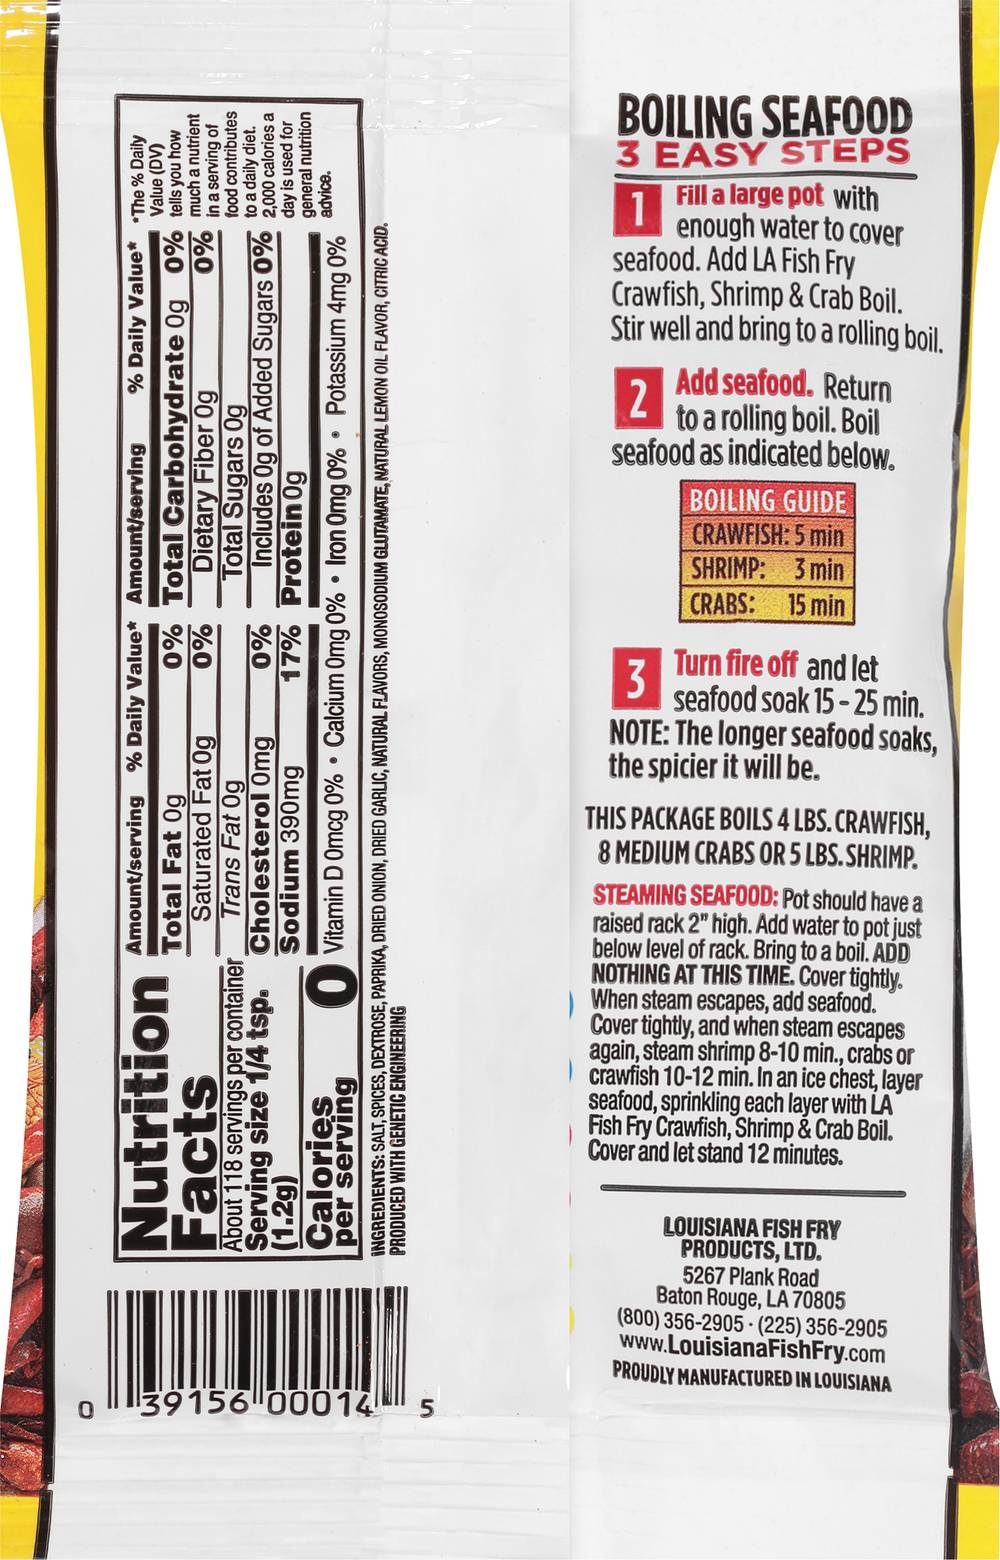 Nutrition
Facts
About 118 servings per container
Serving size 1/4 tsp.
(1.2g)
Calories
per serving 0
Amount/serving % Daily Value*
Total Fat 0g 0%
Saturated Fat 0g 0%
Trans Fat 0g
Cholesterol 0mg 0%
Sodium 390mg 17%
Amount/serving % Daily Value*
Total Carbohydrate 0g 0%
Dietary Fiber 0g 0%
Total Sugars 0g
Includes 0g of Added Sugars 0%
Protein 0g
Vitamin D 0mcg 0% • Calcium 0mg 0% • Iron 0mg 0% • Potassium 4mg 0%
*The % Daily
Value (DV)
tells you how
much a nutrient
in a serving of
food contributes
to a daily diet.
2,000 calories a
day is used for
general nutrition
advice.
INGREDIENTS: SALT, SPICES, DEXTROSE, PAPRIKA, DRIED ONION, DRIED GARLIC, NATURAL FLAVORS, MONOSODIUM GLUTAMATE, NATURAL LEMON OIL FLAVOR, CITRIC ACID.
PRODUCED WITH GENETIC ENGINEERING
0 39156 00014 5
BOILING SEAFOOD
3 EASY STEPS
1 Fill a large pot with
enough water to cover
seafood. Add LA Fish Fry
Crawfish, Shrimp & Crab Boil.
Stir well and bring to a rolling boil.
2 Add seafood. Return
to a rolling boil. Boil
seafood as indicated below.
BOILING GUIDE
CRAWFISH: 5 min
SHRIMP: 3 min
CRABS: 15 min
3 Turn fire off and let
seafood soak 15 - 25 min.
NOTE: The longer seafood soaks,
the spicier it will be.
THIS PACKAGE BOILS 4 LBS. CRAWFISH,
8 MEDIUM CRABS OR 5 LBS. SHRIMP.
STEAMING SEAFOOD: Pot should have a
raised rack 2" high. Add water to pot just
below level of rack. Bring to a boil. ADD
NOTHING AT THIS TIME. Cover tightly.
When steam escapes, add seafood.
Cover tightly, and when steam escapes
again, steam shrimp 8-10 min., crabs or
crawfish 10-12 min. In an ice chest, layer
seafood, sprinkling each layer with LA
Fish Fry Crawfish, Shrimp & Crab Boil.
Cover and let stand 12 minutes.
LOUISIANA FISH FRY
PRODUCTS, LTD.
5267 Plank Road
Baton Rouge, LA 70805
(800) 356-2905 · (225) 356-2905
www.LouisianaFishFry.com
PROUDLY MANUFACTURED IN LOUISIANA